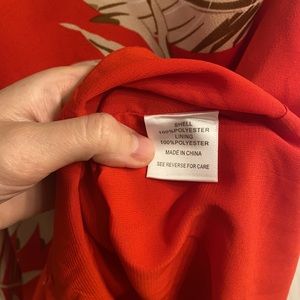 SHELL
100%POLYESTER
LINING
100%POLYESTER
MADE IN CHINA
SEE REVERSE FOR CARE